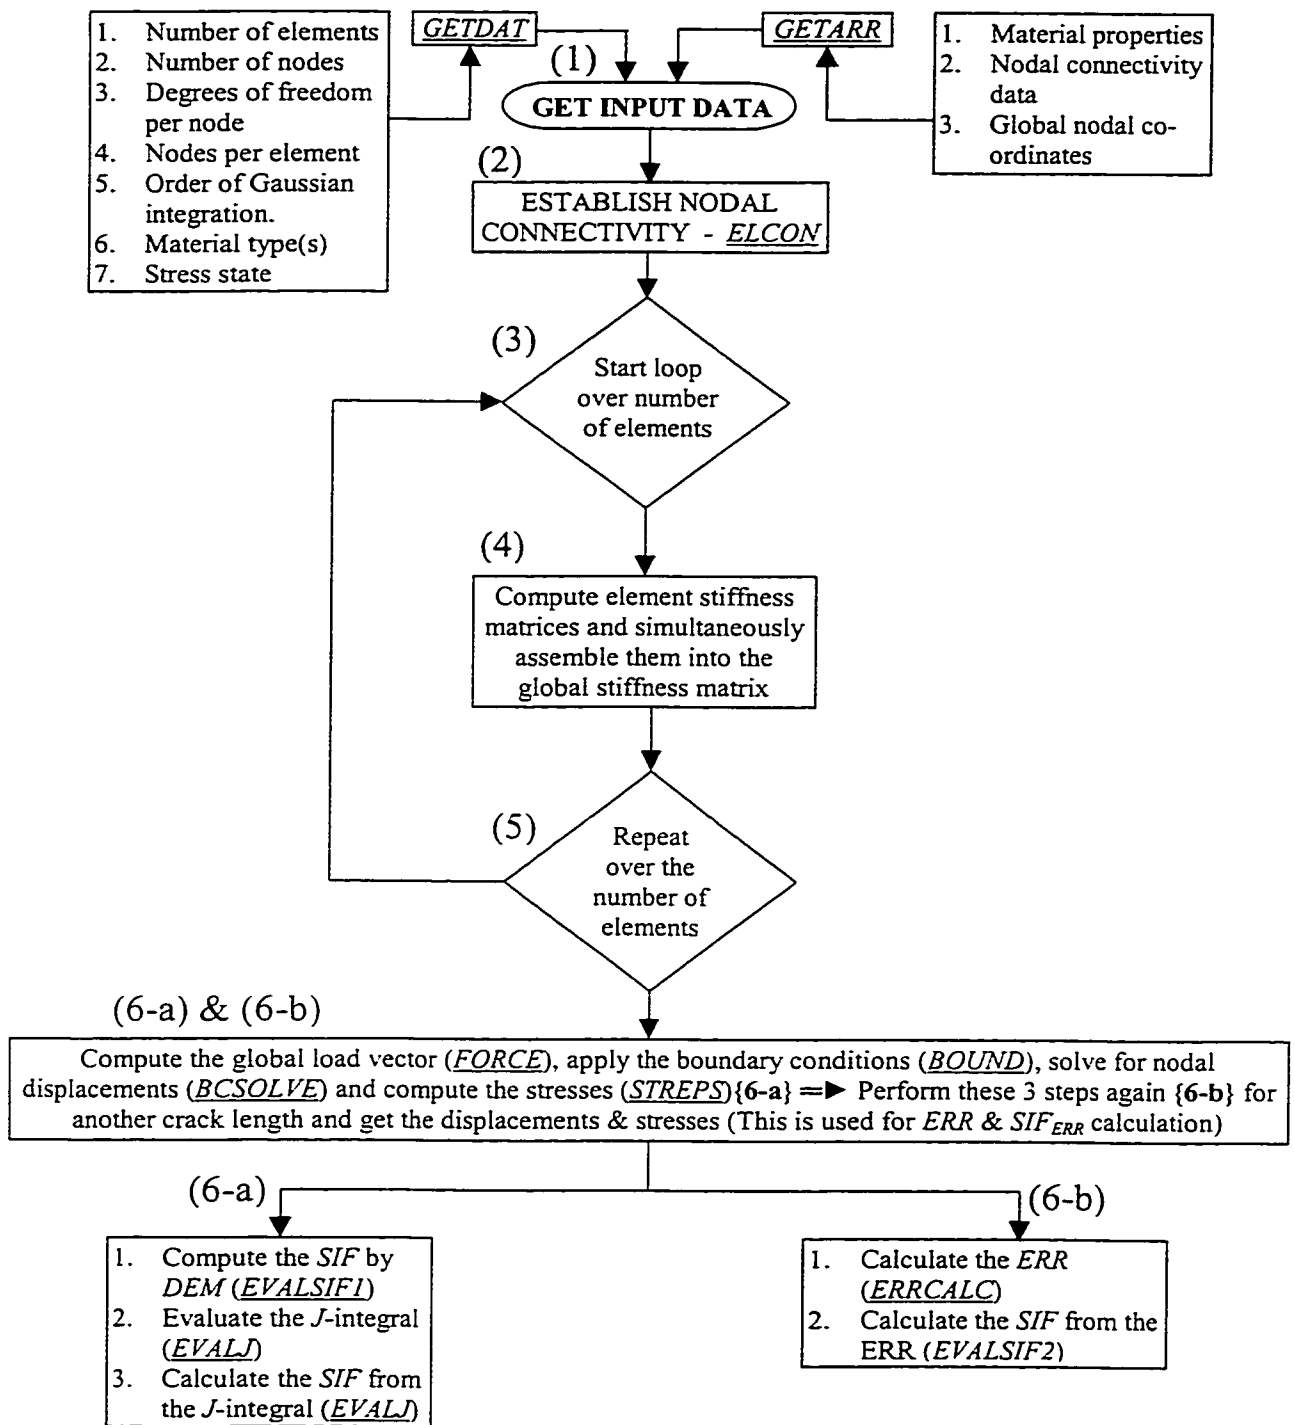 1. Number of elements
2. Number of nodes
3. Degrees of freedom
per node
4. Nodes per element
5. Order of Gaussian
integration.
6. Material type(s)
7. Stress state
GETDAT
GETARR
1. Material properties
2. Nodal connectivity
data
3. Global nodal co-
ordinates
(1)
GET INPUT DATA
(2)
ESTABLISH NODAL
CONNECTIVITY - ELCON
(3)
Start loop
over number
of elements
(4)
Compute element stiffness
matrices and simultaneously
assemble them into the
global stiffness matrix
(5)
Repeat
over the
number of
elements
(6-a) & (6-b)
Compute the global load vector (FORCE), apply the boundary conditions (BOUND), solve for nodal
displacements (BCSOLVE) and compute the stresses (STREPS){6-a} =► Perform these 3 steps again {6-b} for
another crack length and get the displacements & stresses (This is used for ERR & SIF_ERR calculation)
(6-a)
1. Compute the SIF by
DEM (EVALSIF1)
2. Evaluate the J-integral
(EVALJ)
3. Calculate the SIF from
the J-integral (EVALJ)
(6-b)
1. Calculate the ERR
(ERRCALC)
2. Calculate the SIF from the
ERR (EVALSIF2)